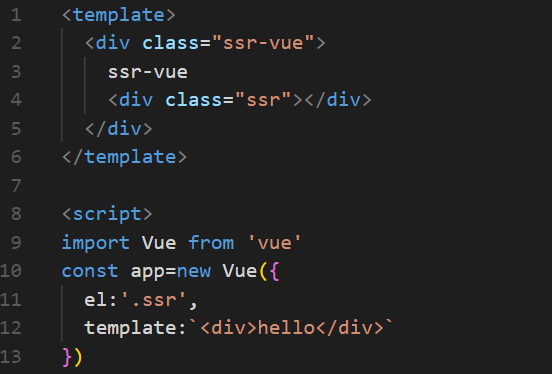 1 <template>
2 <div class="ssr-vue">
3 ssr-vue
4 <div class="ssr"></div>
5 </div>
6 </template>
7
8 <script>
9 import Vue from 'vue'
10 const app=new Vue({
11 el:'.ssr',
12 template:`<div>hello</div>`
13 })